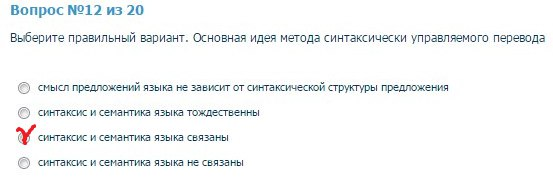 Вопрос №12 из 20
Выберите правильный вариант. Основная идея метода синтаксически управляемого перевода
смысл предложений языка не зависит от синтаксической структуры предложения
синтаксис и семантика языка тождественны
синтаксис и семантика языка связаны
синтаксис и семантика языка не связаны